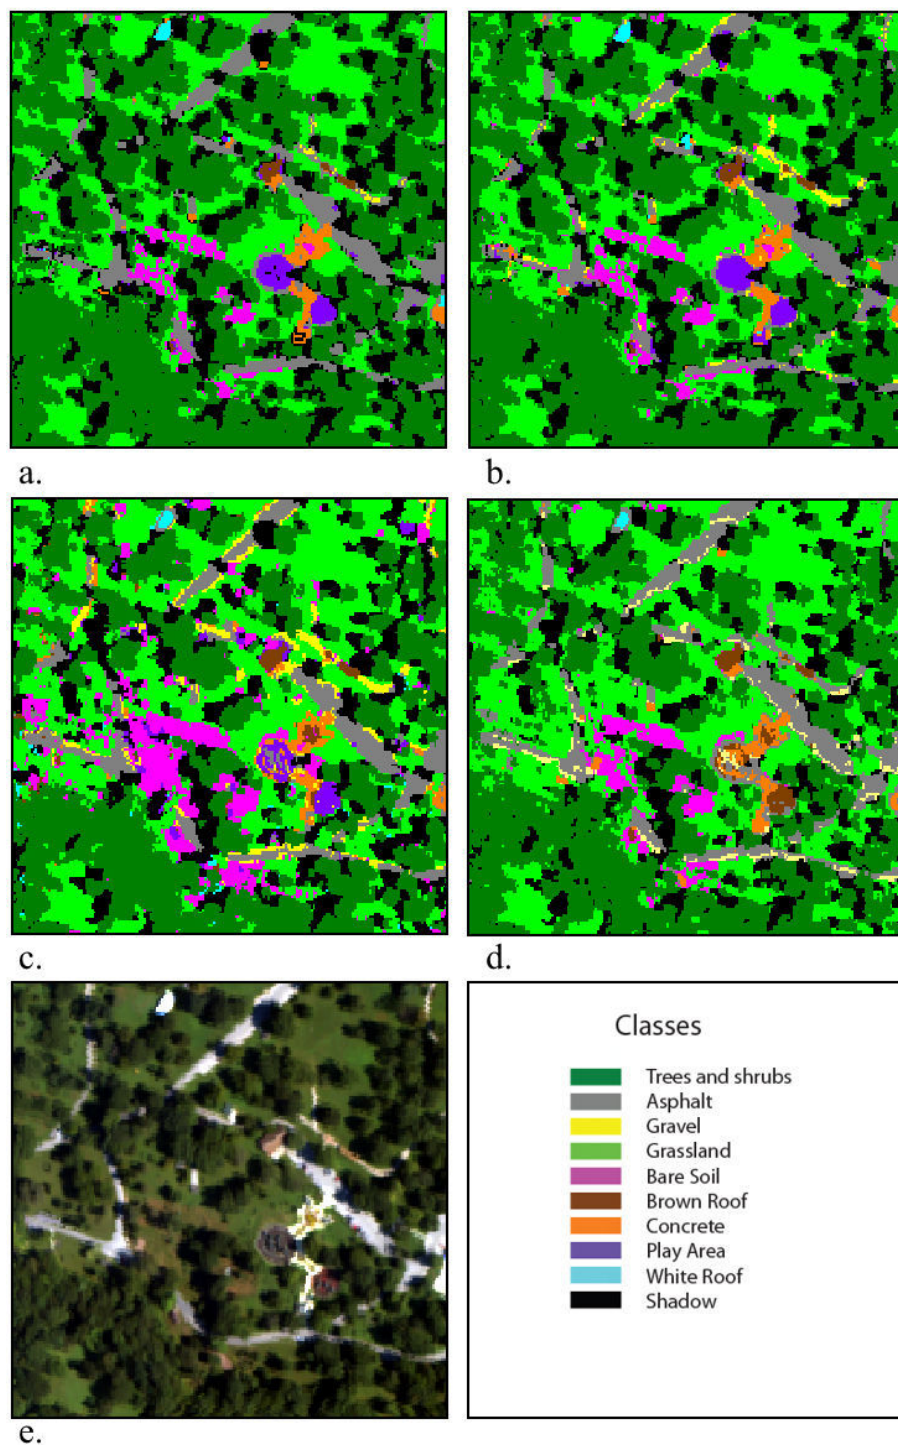 a.
b.
c.
d.
e.
Classes
Trees and shrubs
Asphalt
Gravel
Grassland
Bare Soil
Brown Roof
Concrete
Play Area
White Roof
Shadow